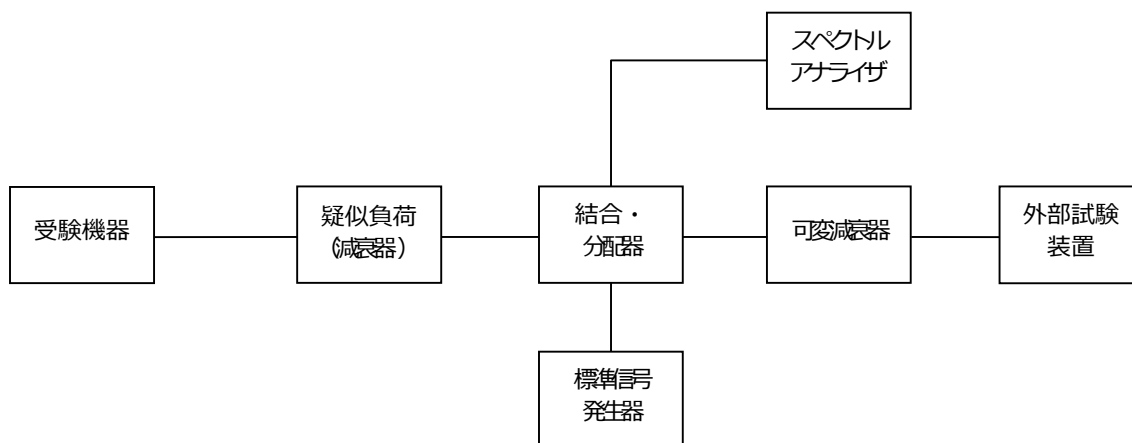 スペクトル
アナライザ
受験機器
疑似負荷
(減衰器)
結合・
分配器
可変減衰器
外部試験
装置
標準信号
発生器